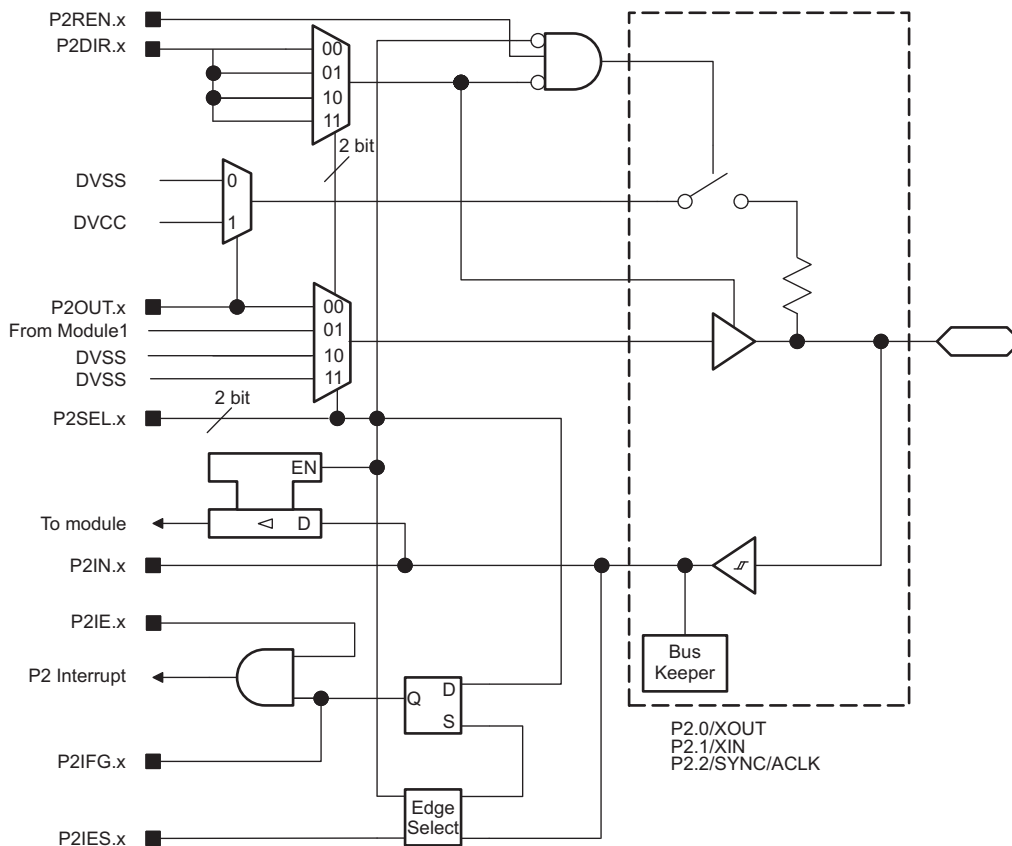 P2REN.x
P2DIR.x
00
01
10
11
2 bit
DVSS
0
DVCC
1
P2OUT.x
00
From Module1
01
DVSS
10
DVSS
11
P2SEL.x
2 bit
EN
To module
D
P2IN.x
P2IE.x
Bus
Keeper
P2 Interrupt
Q
D
S
P2.0/XOUT
P2.1/XIN
P2.2/SYNC/ACLK
P2IFG.x
Edge
Select
P2IES.x